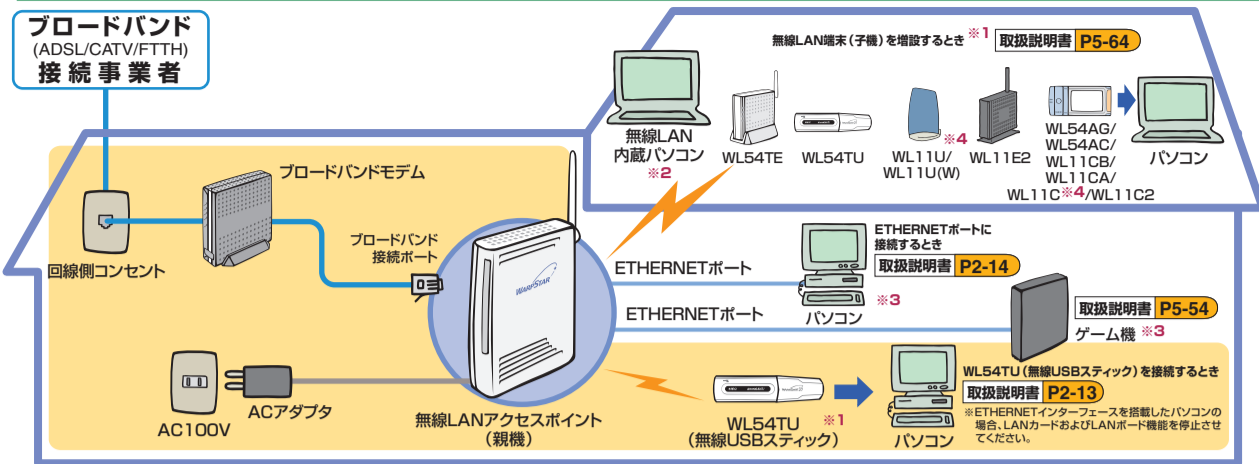 ブロードバンド
(ADSL/CATV/FTTH)
接続事業者
無線LAN端末(子機)を増設するとき ※1 取扱説明書 P5-64
無線LAN
内蔵パソコン
※2
WL54TE
WL54TU
※4
WL11U/
WL11U(W)
WL11E2
WL54AG/
WL54AC/
WL11CB/
WL11CA/
WL11C※4/WL11C2
パソコン
ブロードバンドモデム
回線側コンセント
ブロードバンド
接続ポート
WARPSTAR
ETHERNETポート
ETHERNETポートに
接続するとき
取扱説明書 P2-14
※3
パソコン
ETHERNETポート
取扱説明書 P5-54
ゲーム機 ※3
AC100V
ACアダプタ
無線LANアクセスポイント
(親機)
WL54TU ※1
(無線USBスティック)
パソコン
WL54TU(無線USBスティック)を接続するとき
取扱説明書 P2-13
※ETHERNETインターフェースを搭載したパソコンの
場合、LANカードおよびLANボード機能を停止させ
てください。